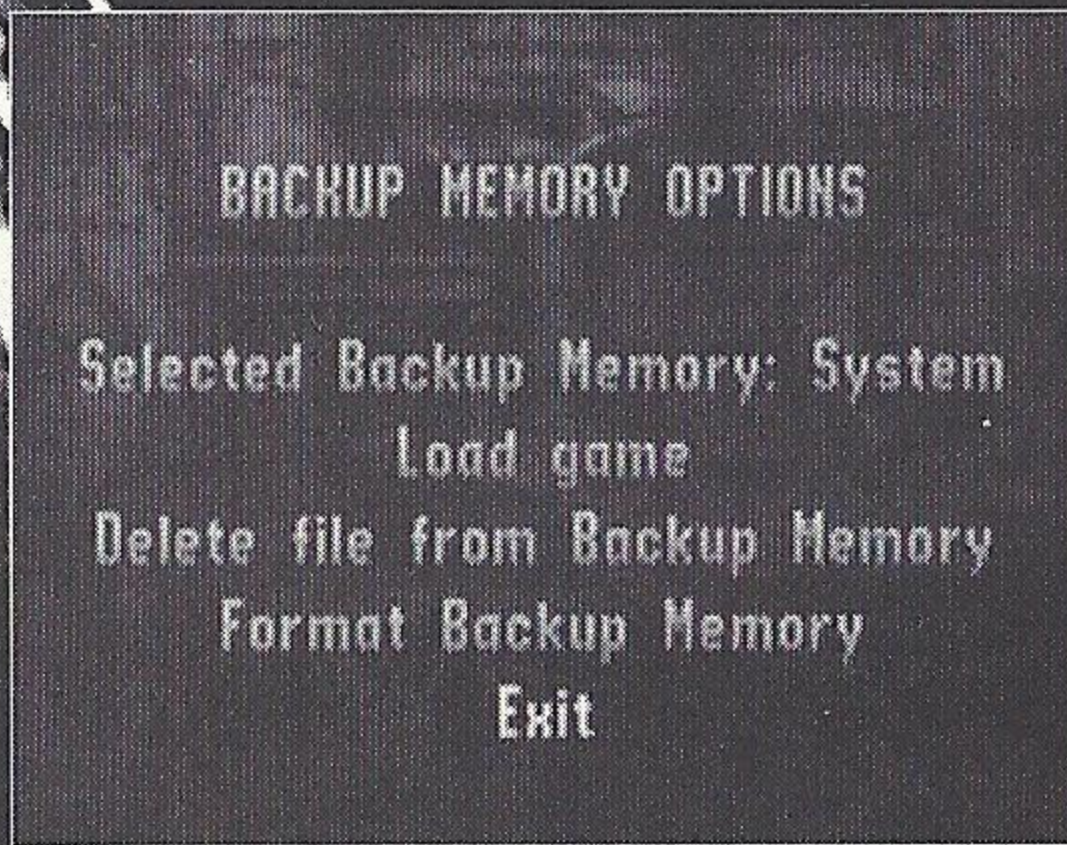 BACKUP MEMORY OPTIONS
Selected Backup Memory: System
Load game
Delete file from Backup Memory
Format Backup Memory
Exit